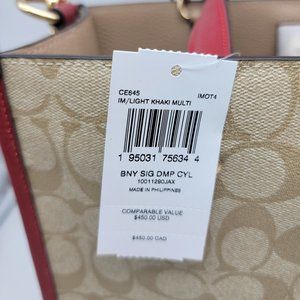 CE645 IMOT4
IM/LIGHT KHAKI MULTI
1 95031 75634 4
BNY SIG DMP CYL
10011290JAX
MADE IN PHILIPPINES
COMPARABLE VALUE
$450.00 USD
$450.00 CAD